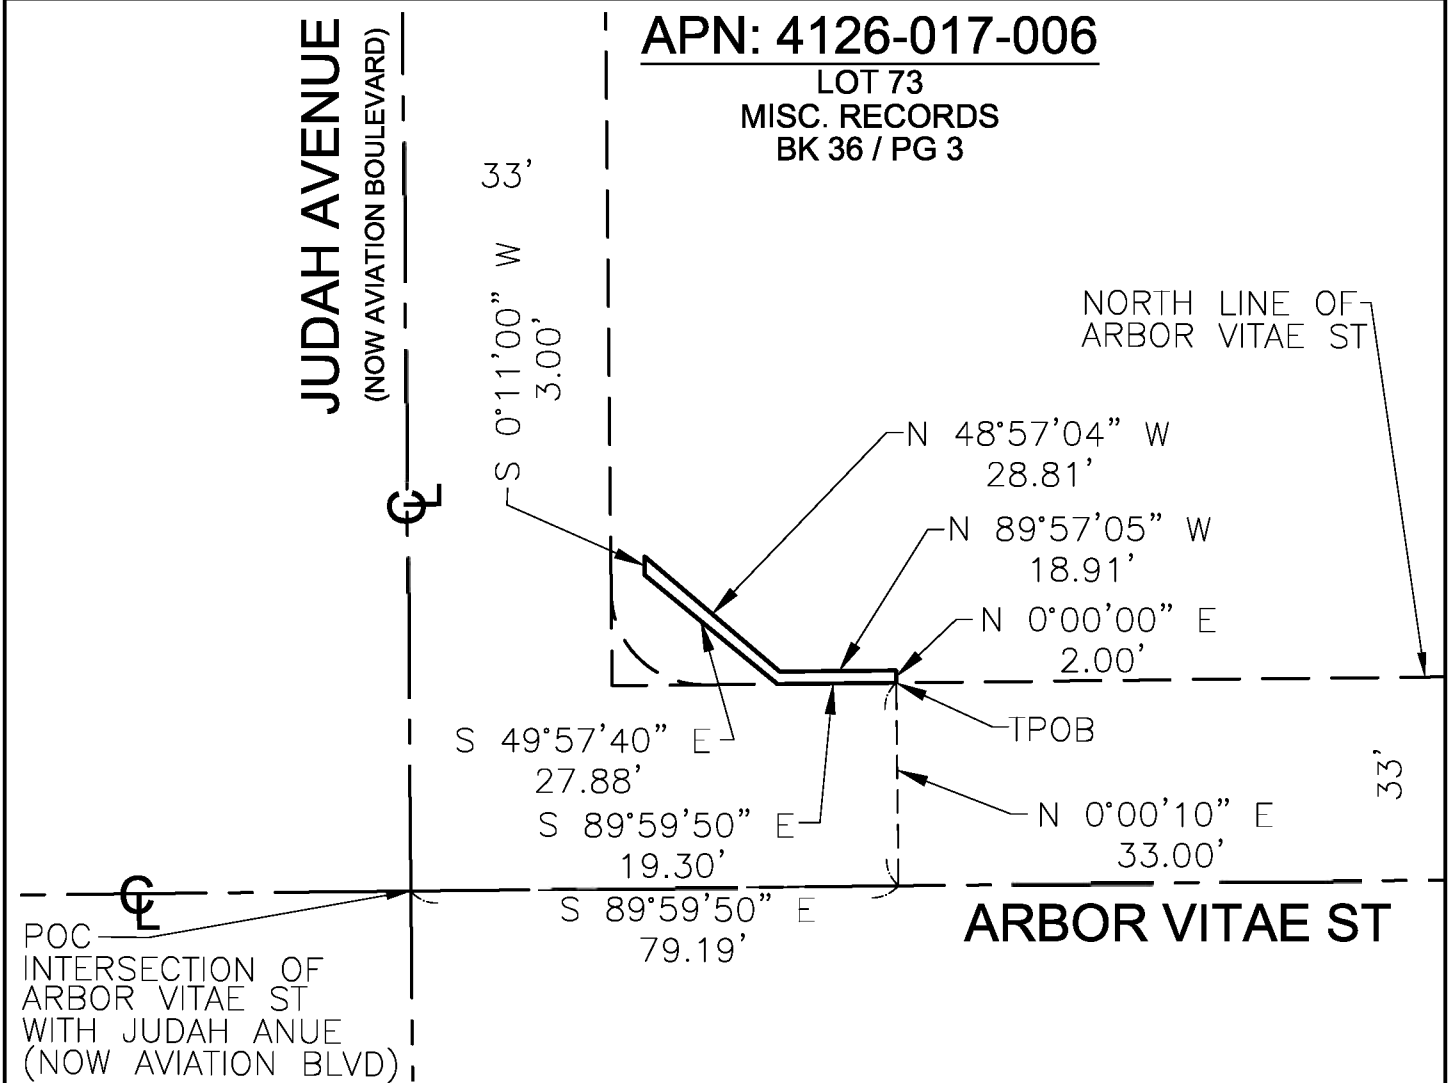 APN: 4126-017-006
LOT 73
MISC. RECORDS
BK 36 / PG 3
JUDAH AVENUE
(NOW AVIATION BOULEVARD)
33'
S 0°11'00" W
3.00'
NORTH LINE OF
ARBOR VITAE ST
N 48°57'04" W
28.81'
N 89°57'05" W
18.91'
N 0°00'00" E
2.00'
TPOB
S 49°57'40" E
27.88'
S 89°59'50" E
19.30'
33'
N 0°00'10" E
33.00'
CL
CL
S 89°59'50" E
79.19'
ARBOR VITAE ST
POC
INTERSECTION OF
ARBOR VITAE ST
WITH JUDAH ANUE
(NOW AVIATION BLVD)